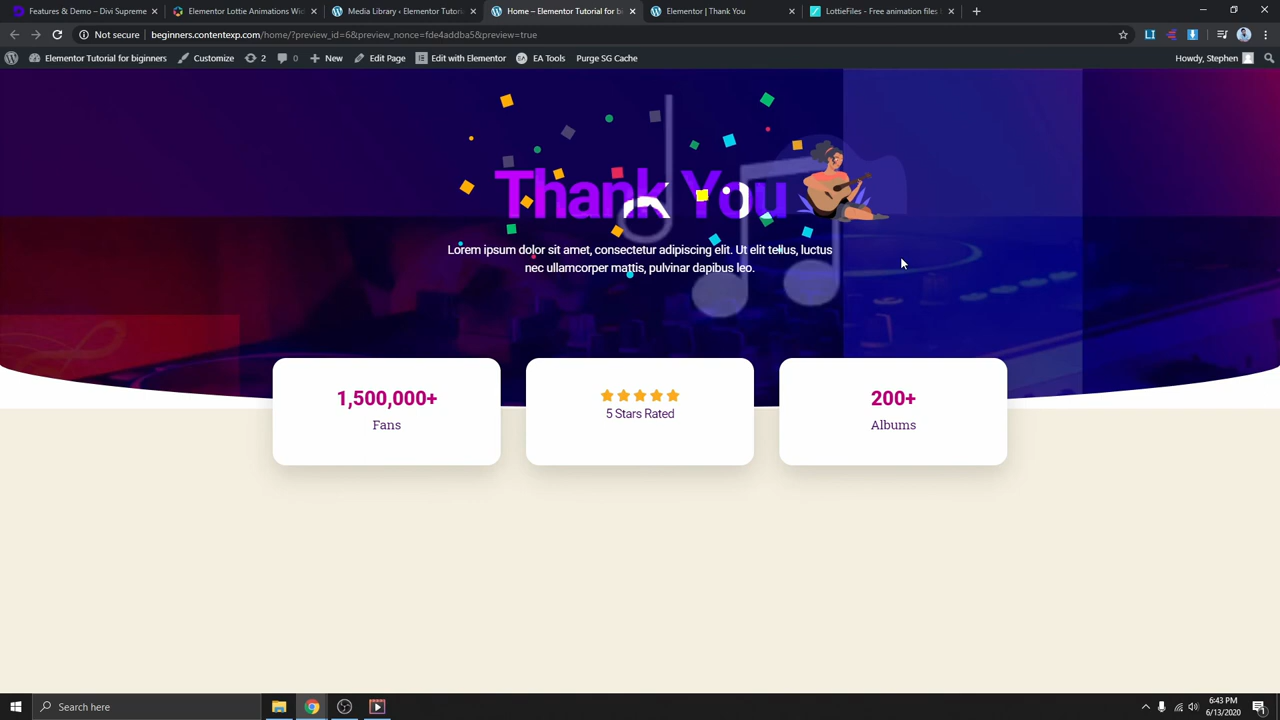 Features & Demo – Divi Supreme
Elementor Lottie Animations Wid
Media Library ‹ Elementor Tutori
Home – Elementor Tutorial for b
Elementor | Thank You
LottieFiles - Free animation files
Not secure
beginners.contentexp.com/home/?preview_id=6&preview_nonce=fde4addba5&preview=true
Elementor Tutorial for beginners
Customize
2
0
New
Edit Page
Edit with Elementor
EA Tools
Purge SG Cache
Howdy, Stephen
Thank You
Lorem ipsum dolor sit amet, consectetur adipiscing elit. Ut elit tellus, luctus
nec ullamcorper mattis, pulvinar dapibus leo.
1,500,000+
Fans
5 Stars Rated
200+
Albums
Search here
6:43 PM
6/13/2020